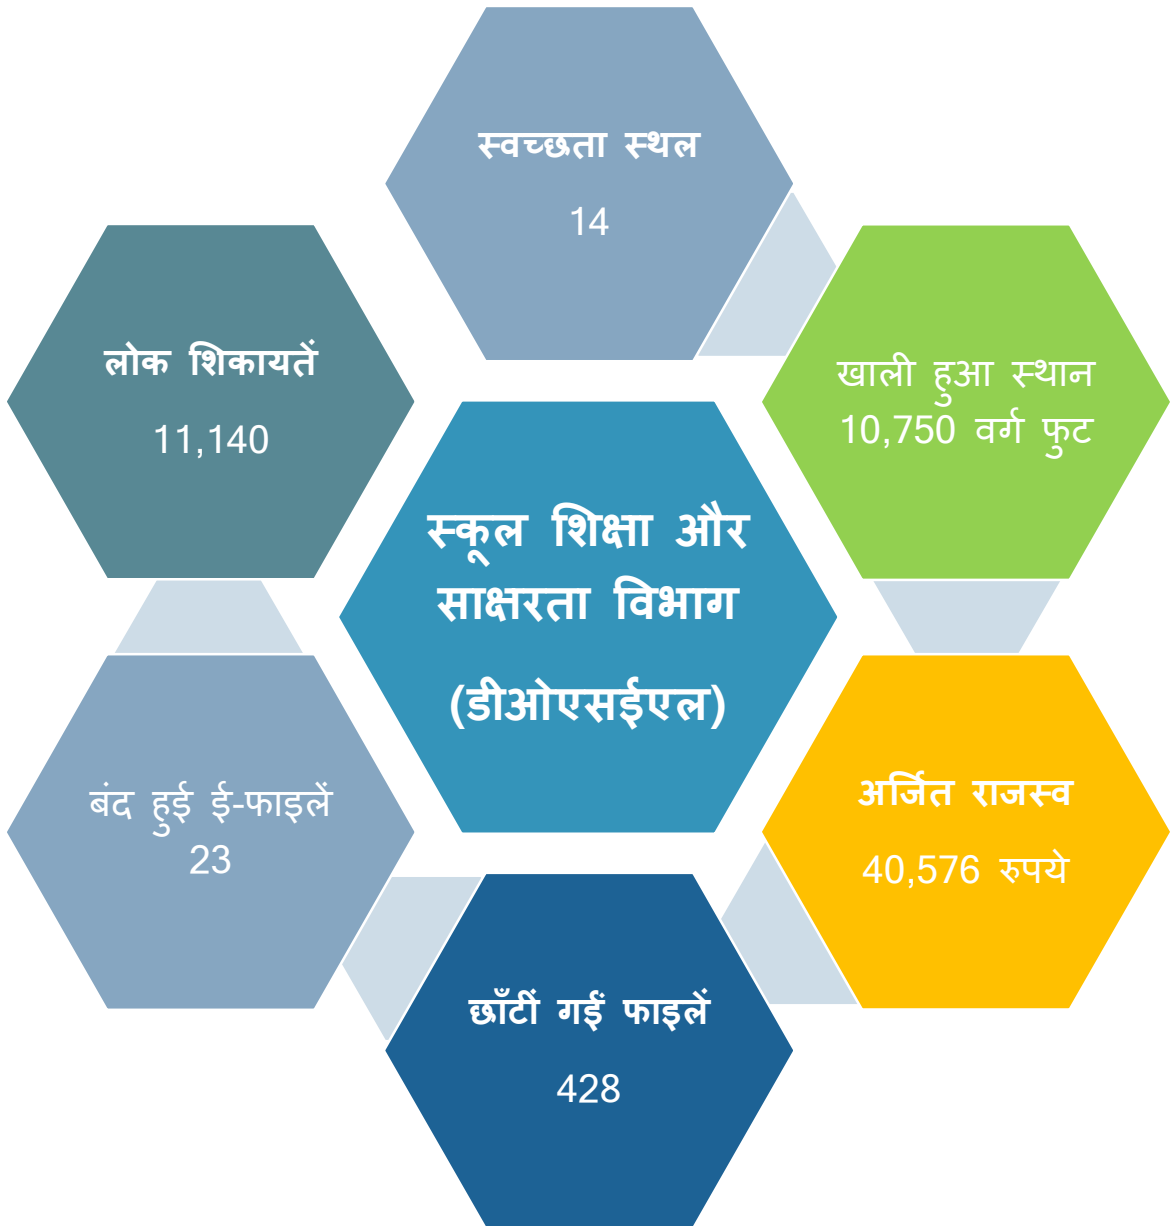 स्वच्छता स्थल
14
खाली हुआ स्थान
10,750 वर्ग फुट
लोक शिकायतें
11,140
स्कूल शिक्षा और
साक्षरता विभाग
(डीओएसईएल)
बंद हुई ई-फाइलें
23
अर्जित राजस्व
40,576 रुपये
छाँटीं गईं फाइलें
428